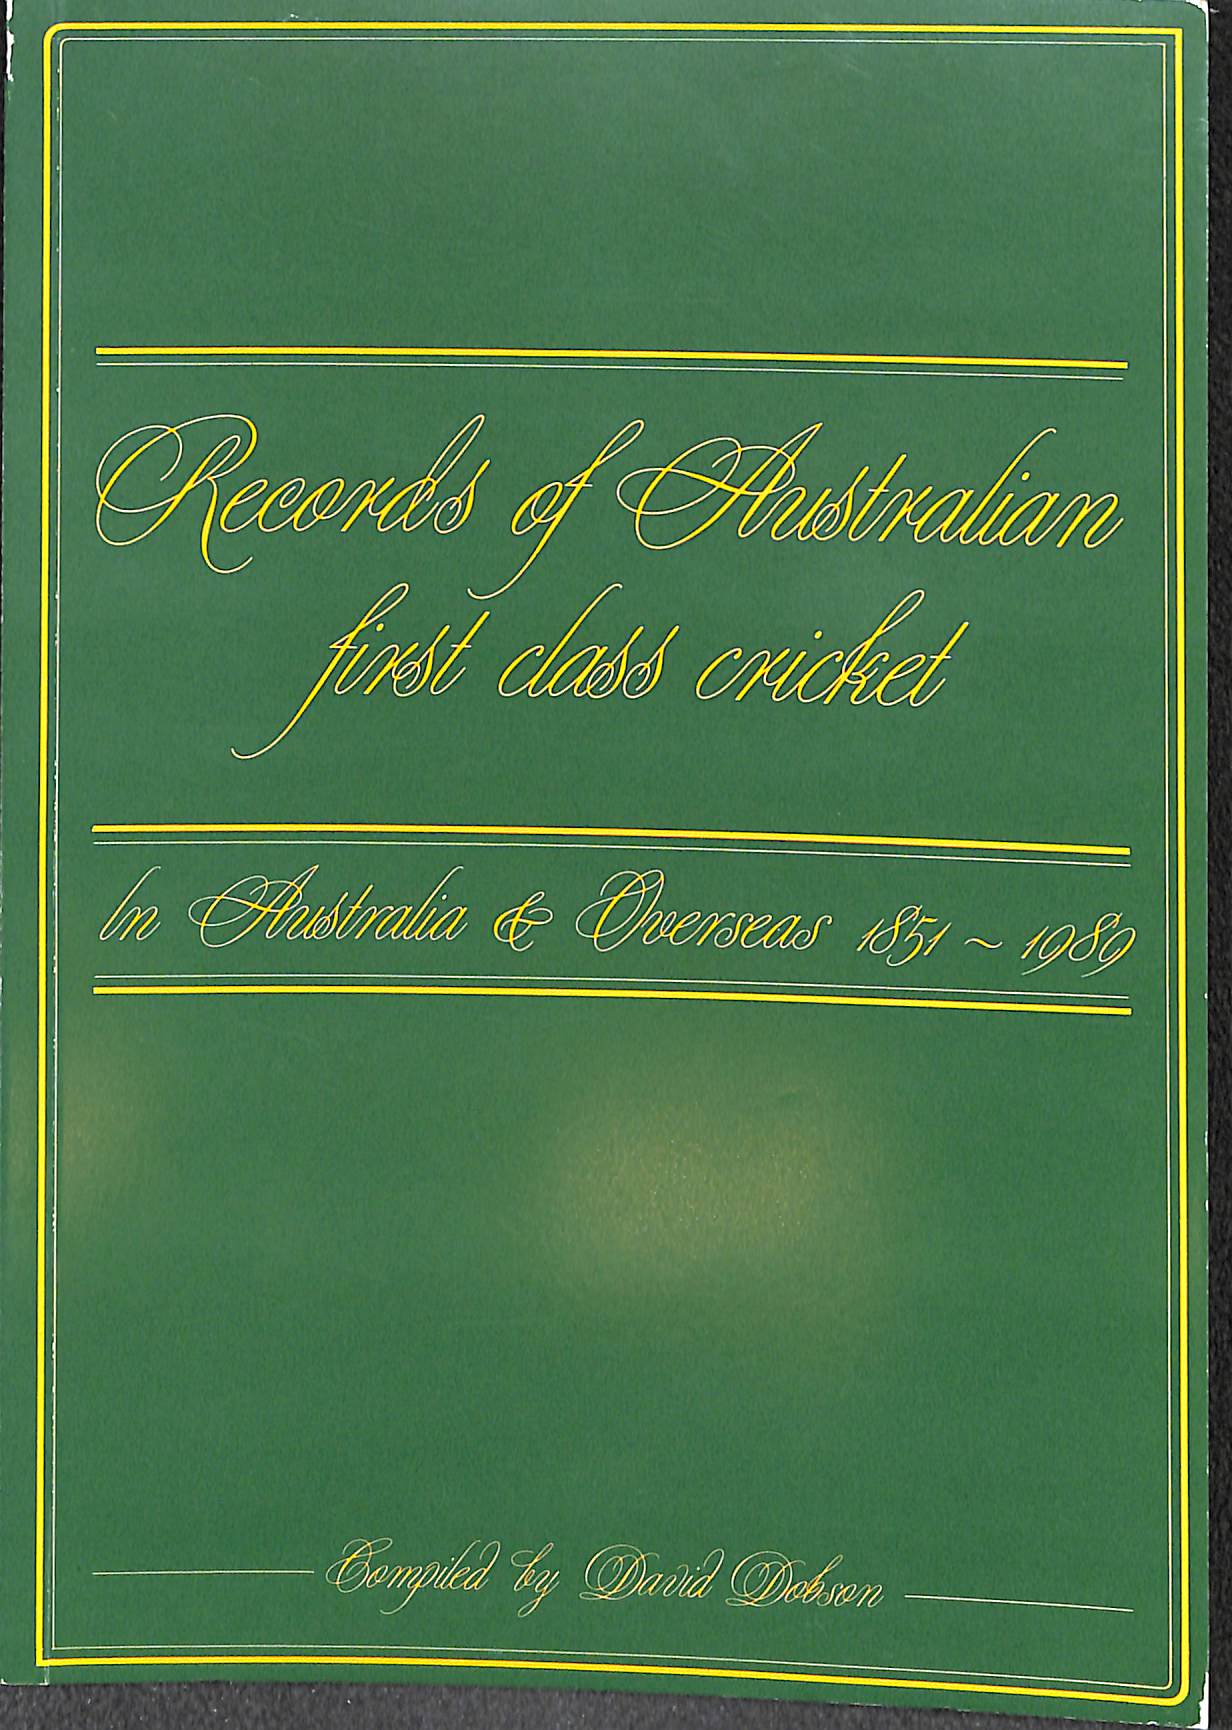 Records of Australian
first class cricket
In Australia & Overseas 1851 ~ 1989
Compiled by David Dobson